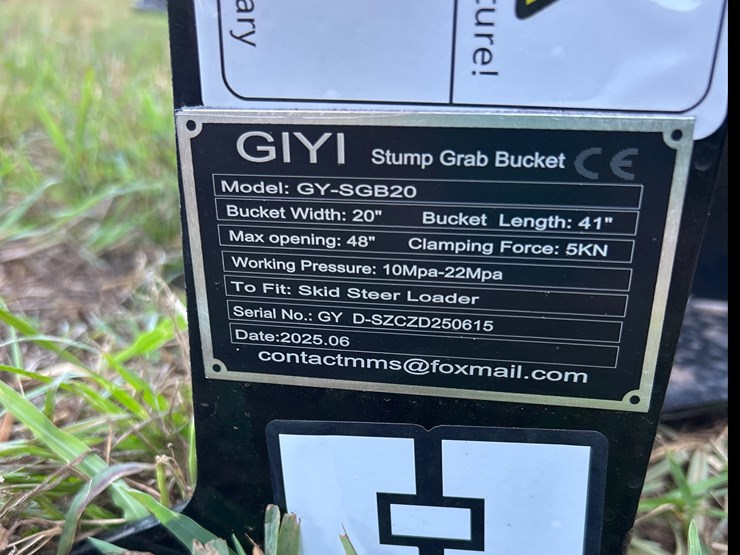 ary
ture!
GIYI Stump Grab Bucket CE
Model: GY-SGB20
Bucket Width: 20" Bucket Length: 41"
Max opening: 48" Clamping Force: 5KN
Working Pressure: 10Mpa-22Mpa
To Fit: Skid Steer Loader
Serial No.: GY D-SZCZD250615
Date:2025.06
contactmms@foxmail.com